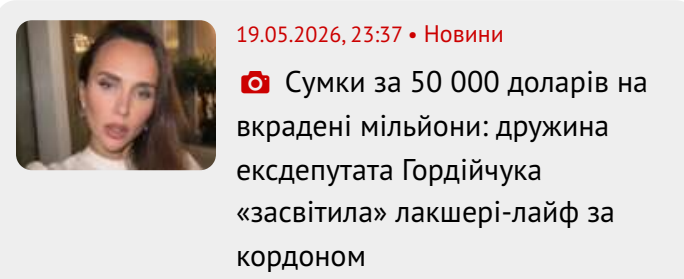 19.05.2026, 23:37 • Новини
Сумки за 50 000 доларів на
вкрадені мільйони: дружина
ексдепутата Гордійчука
«засвітила» лакшері-лайф за
кордоном